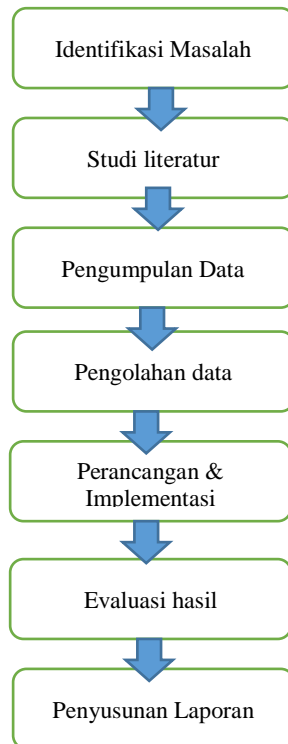 Identifikasi Masalah
Studi literatur
Pengumpulan Data
Pengolahan data
Perancangan &
Implementasi
Evaluasi hasil
Penyusunan Laporan